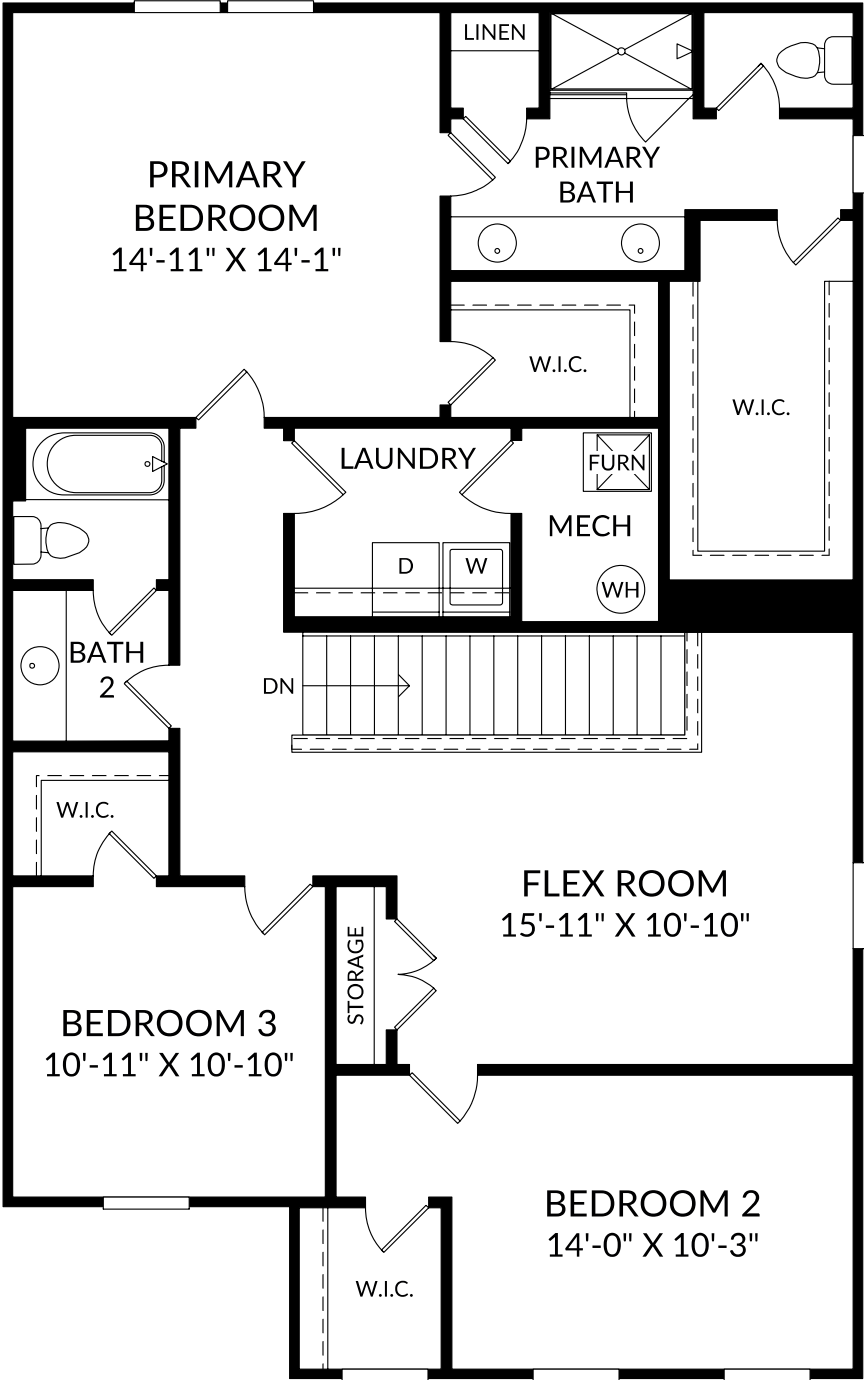 LINEN
PRIMARY
BATH
PRIMARY
BEDROOM
14'-11" X 14'-1"
W.I.C.
W.I.C.
LAUNDRY
FURN
MECH
D
W
WH
BATH
2
DN
W.I.C.
FLEX ROOM
15'-11" X 10'-10"
STORAGE
BEDROOM 3
10'-11" X 10'-10"
BEDROOM 2
14'-0" X 10'-3"
W.I.C.